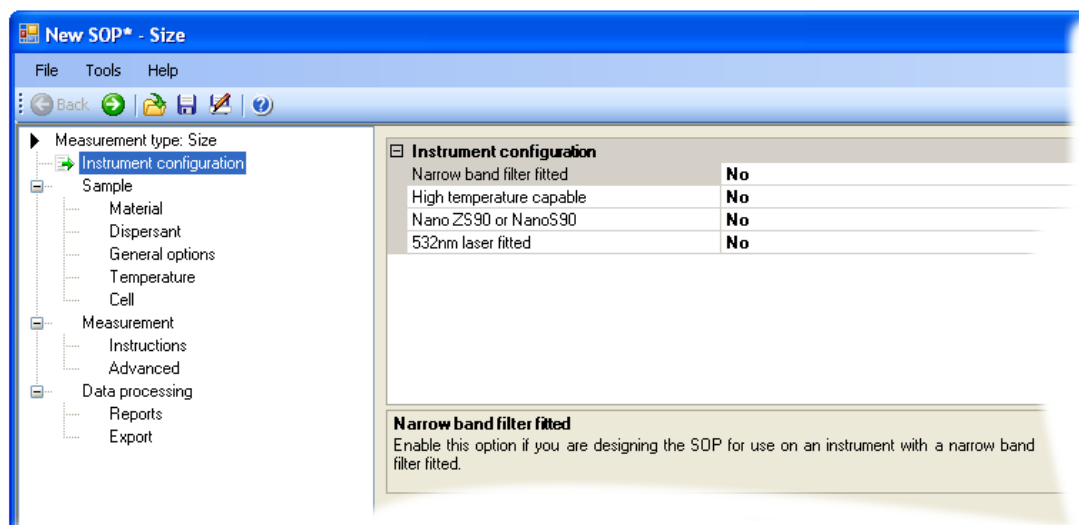 New SOP* - Size
File Tools Help
Back
Measurement type: Size
Instrument configuration
Sample
Material
Dispersant
General options
Temperature
Cell
Measurement
Instructions
Advanced
Data processing
Reports
Export
Instrument configuration
Narrow band filter fitted No
High temperature capable No
Nano ZS90 or NanoS90 No
532nm laser fitted No
Narrow band filter fitted
Enable this option if you are designing the SOP for use on an instrument with a narrow band
filter fitted.